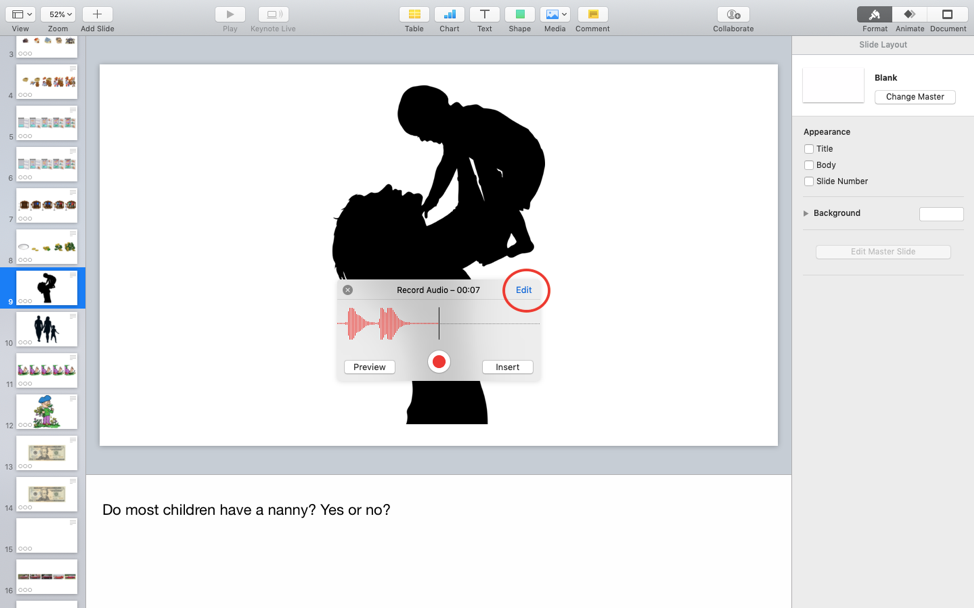 52%
View
Zoom
Add Slide
Play
Keynote Live
Table
Chart
Text
Shape
Media
Comment
Collaborate
Format
Animate
Document
Slide Layout
Blank
Change Master
Appearance
Title
Body
Slide Number
Background
Edit Master Slide
3
4
5
6
7
8
9
10
11
12
13
14
15
16
Record Audio – 00:07
Edit
Preview
Insert
Do most children have a nanny? Yes or no?